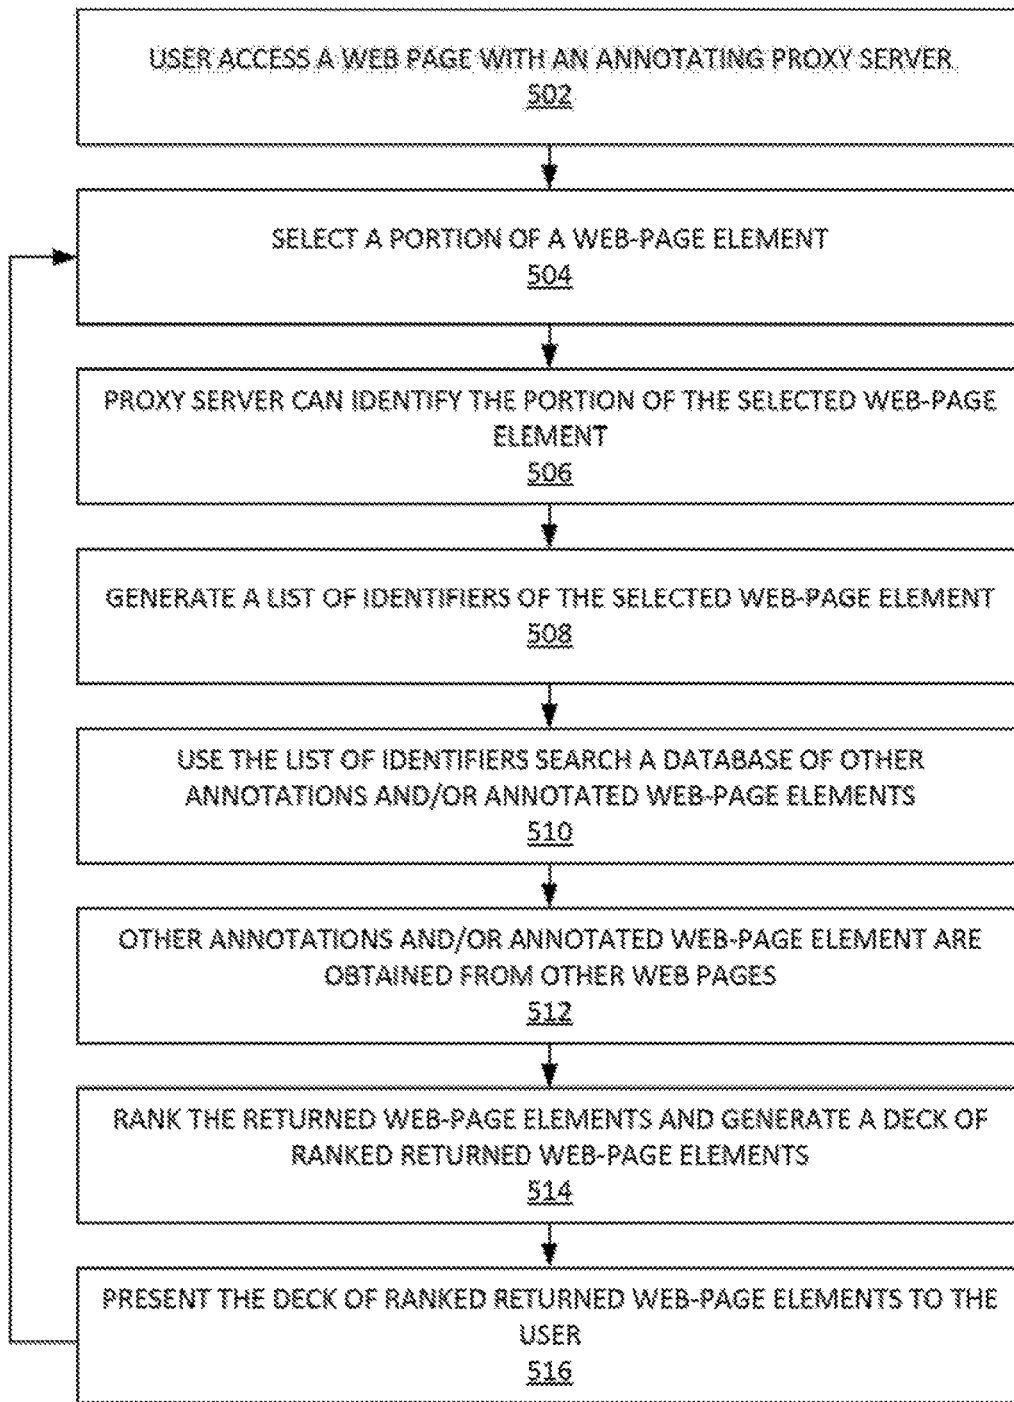 USER ACCESS A WEB PAGE WITH AN ANNOTATING PROXY SERVER
502
SELECT A PORTION OF A WEB-PAGE ELEMENT
504
PROXY SERVER CAN IDENTIFY THE PORTION OF THE SELECTED WEB-PAGE
ELEMENT
506
GENERATE A LIST OF IDENTIFIERS OF THE SELECTED WEB-PAGE ELEMENT
508
USE THE LIST OF IDENTIFIERS SEARCH A DATABASE OF OTHER
ANNOTATIONS AND/OR ANNOTATED WEB-PAGE ELEMENTS
510
OTHER ANNOTATIONS AND/OR ANNOTATED WEB-PAGE ELEMENT ARE
OBTAINED FROM OTHER WEB PAGES
512
RANK THE RETURNED WEB-PAGE ELEMENTS AND GENERATE A DECK OF
RANKED RETURNED WEB-PAGE ELEMENTS
514
PRESENT THE DECK OF RANKED RETURNED WEB-PAGE ELEMENTS TO THE
USER
516